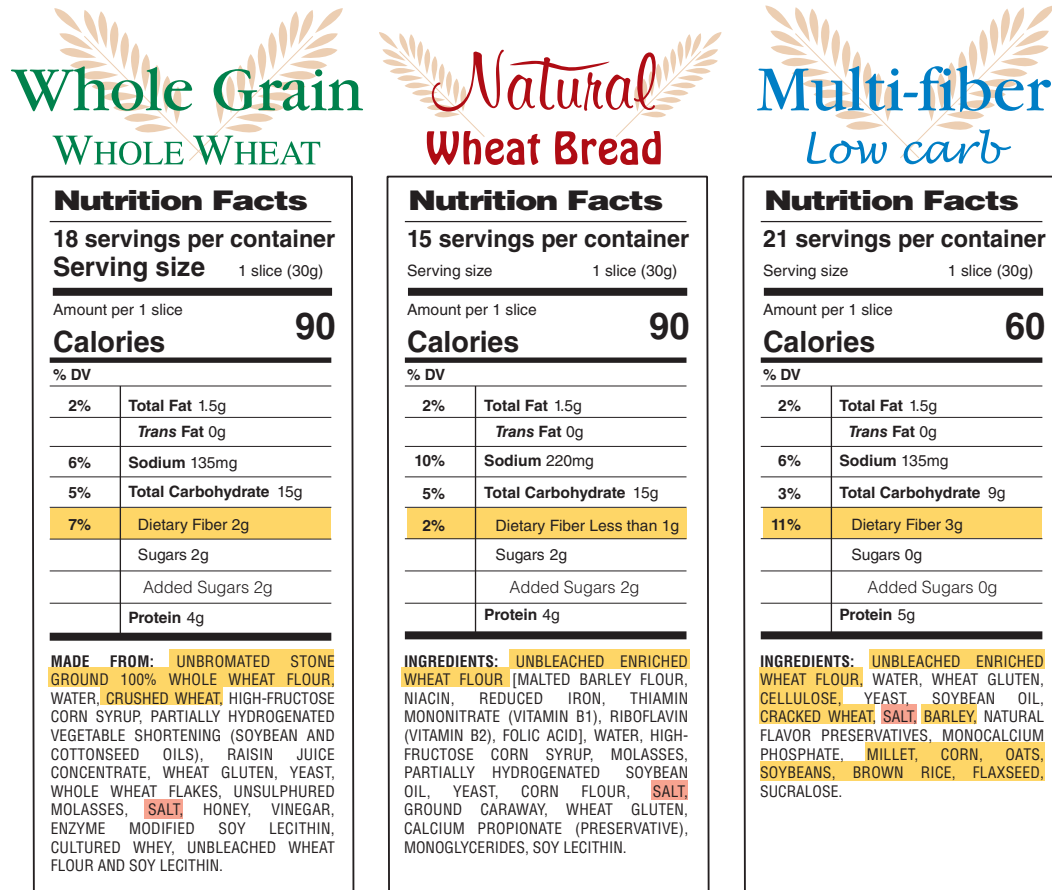 Whole Grain
WHOLE WHEAT
Nutrition Facts
18 servings per container
Serving size 1 slice (30g)
Amount per 1 slice
Calories 90
% DV
2% Total Fat 1.5g
Trans Fat 0g
6% Sodium 135mg
5% Total Carbohydrate 15g
7% Dietary Fiber 2g
Sugars 2g
Added Sugars 2g
Protein 4g
MADE FROM: UNBROMATED STONE
GROUND 100% WHOLE WHEAT FLOUR,
WATER, CRUSHED WHEAT, HIGH-FRUCTOSE
CORN SYRUP, PARTIALLY HYDROGENATED
VEGETABLE SHORTENING (SOYBEAN AND
COTTONSEED OILS), RAISIN JUICE
CONCENTRATE, WHEAT GLUTEN, YEAST,
WHOLE WHEAT FLAKES, UNSULPHURED
MOLASSES, SALT, HONEY, VINEGAR,
ENZYME MODIFIED SOY LECITHIN,
CULTURED WHEY, UNBLEACHED WHEAT
FLOUR AND SOY LECITHIN.
Natural
Wheat Bread
Nutrition Facts
15 servings per container
Serving size 1 slice (30g)
Amount per 1 slice
Calories 90
% DV
2% Total Fat 1.5g
Trans Fat 0g
10% Sodium 220mg
5% Total Carbohydrate 15g
2% Dietary Fiber Less than 1g
Sugars 2g
Added Sugars 2g
Protein 4g
INGREDIENTS: UNBLEACHED ENRICHED
WHEAT FLOUR [MALTED BARLEY FLOUR,
NIACIN, REDUCED IRON, THIAMIN
MONONITRATE (VITAMIN B1), RIBOFLAVIN
(VITAMIN B2), FOLIC ACID], WATER, HIGH-
FRUCTOSE CORN SYRUP, MOLASSES,
PARTIALLY HYDROGENATED SOYBEAN
OIL, YEAST, CORN FLOUR, SALT,
GROUND CARAWAY, WHEAT GLUTEN,
CALCIUM PROPIONATE (PRESERVATIVE),
MONOGLYCERIDES, SOY LECITHIN.
Multi-fiber
Low carb
Nutrition Facts
21 servings per container
Serving size 1 slice (30g)
Amount per 1 slice
Calories 60
% DV
2% Total Fat 1.5g
Trans Fat 0g
6% Sodium 135mg
3% Total Carbohydrate 9g
11% Dietary Fiber 3g
Sugars 0g
Added Sugars 0g
Protein 5g
INGREDIENTS: UNBLEACHED ENRICHED
WHEAT FLOUR, WATER, WHEAT GLUTEN,
CELLULOSE, YEAST, SOYBEAN OIL,
CRACKED WHEAT, SALT, BARLEY, NATURAL
FLAVOR PRESERVATIVES, MONOCALCIUM
PHOSPHATE, MILLET, CORN, OATS,
SOYBEANS, BROWN RICE, FLAXSEED,
SUCRALOSE.